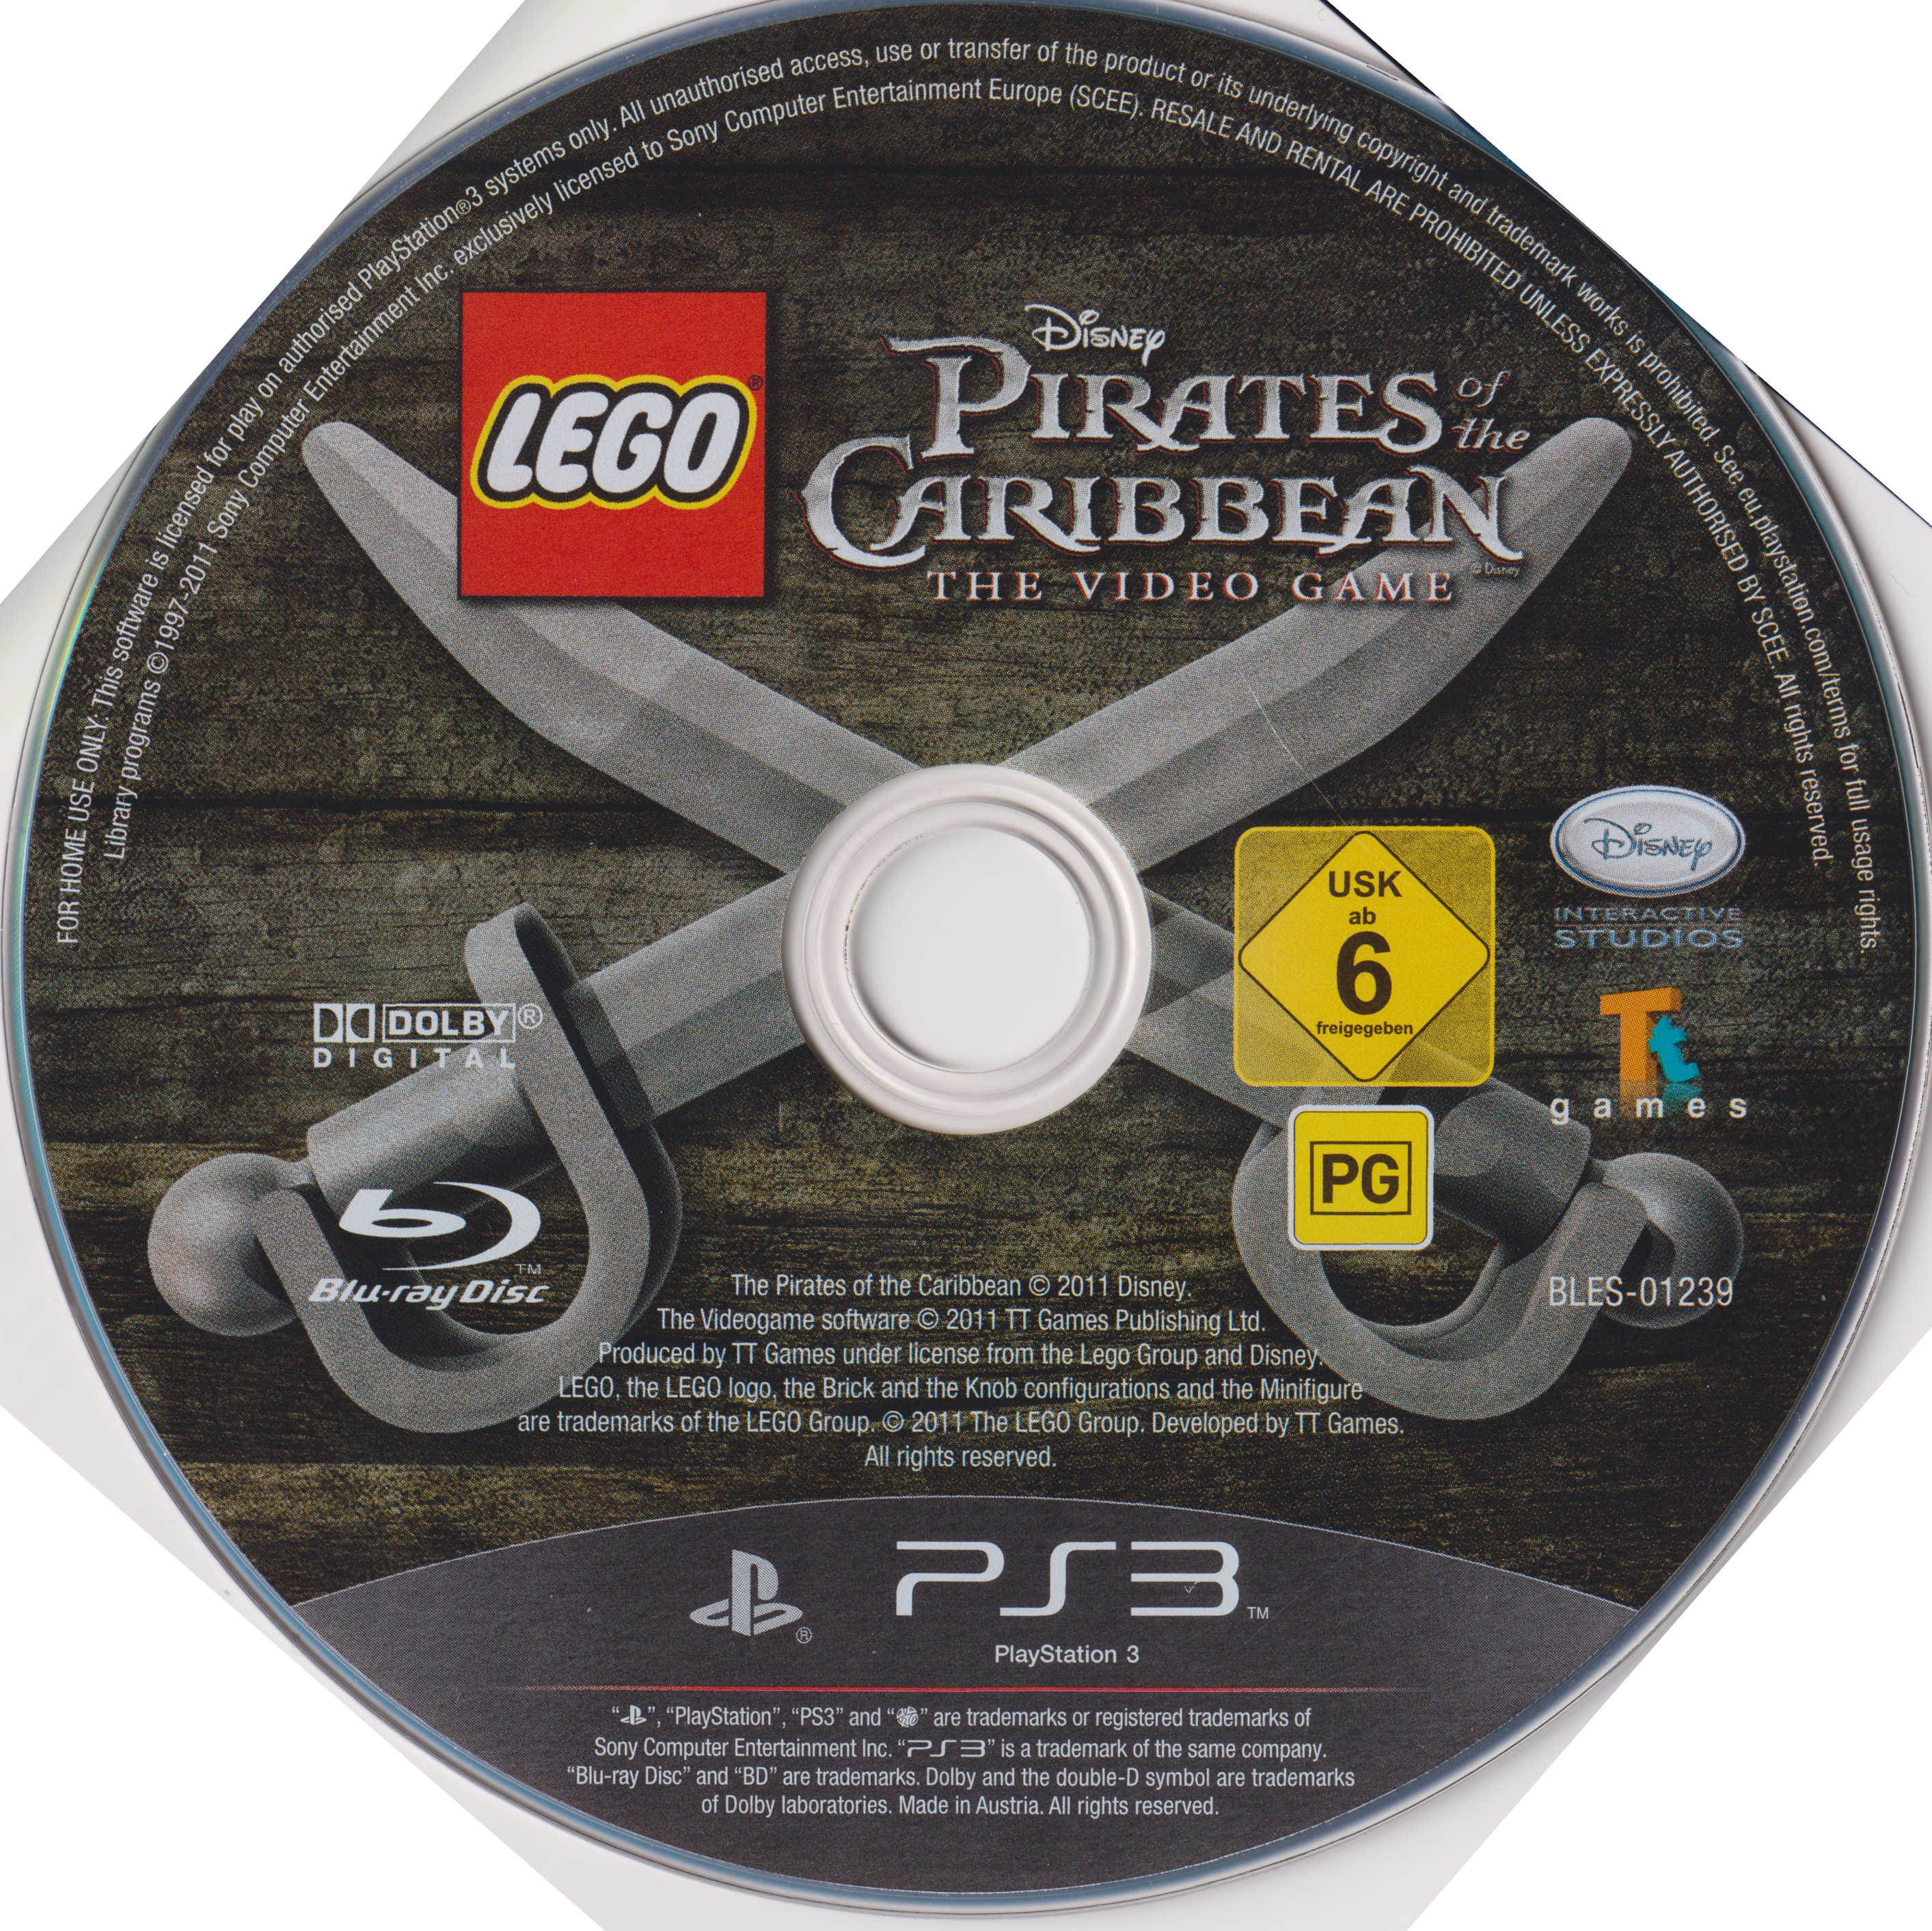 FOR HOME USE ONLY. This software is licensed for play on authorised PlayStation®3 systems only. All unauthorised access, use or transfer of the product or its underlying copyright and trademark works is prohibited. See eu.playstation.com/terms for full usage rights.
Library programs ©1997-2011 Sony Computer Entertainment Inc. exclusively licensed to Sony Computer Entertainment Europe (SCEE). RESALE AND RENTAL ARE PROHIBITED UNLESS EXPRESSLY AUTHORISED BY SCEE. All rights reserved.
LEGO®
Disney
PIRATES of the
CARIBBEAN
© Disney
THE VIDEO GAME
Disney
INTERACTIVE
STUDIOS
USK
ab
6
freigegeben
DOLBY®
DIGITAL
Tt
games
PG
Blu-ray Disc™
BLES-01239
The Pirates of the Caribbean © 2011 Disney.
The Videogame software © 2011 TT Games Publishing Ltd.
Produced by TT Games under license from the Lego Group and Disney.
LEGO, the LEGO logo, the Brick and the Knob configurations and the Minifigure
are trademarks of the LEGO Group. © 2011 The LEGO Group. Developed by TT Games.
All rights reserved.
® PS3™
PlayStation 3
“PS”, “PlayStation”, “PS3” and “” are trademarks or registered trademarks of
Sony Computer Entertainment Inc. “PS3” is a trademark of the same company.
“Blu-ray Disc” and “BD” are trademarks. Dolby and the double-D symbol are trademarks
of Dolby laboratories. Made in Austria. All rights reserved.